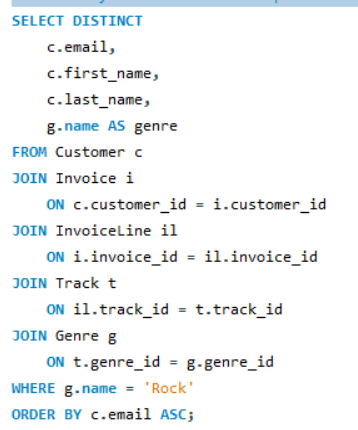 SELECT DISTINCT
    c.email,
    c.first_name,
    c.last_name,
    g.name AS genre
FROM Customer c
JOIN Invoice i
    ON c.customer_id = i.customer_id
JOIN InvoiceLine il
    ON i.invoice_id = il.invoice_id
JOIN Track t
    ON il.track_id = t.track_id
JOIN Genre g
    ON t.genre_id = g.genre_id
WHERE g.name = 'Rock'
ORDER BY c.email ASC;